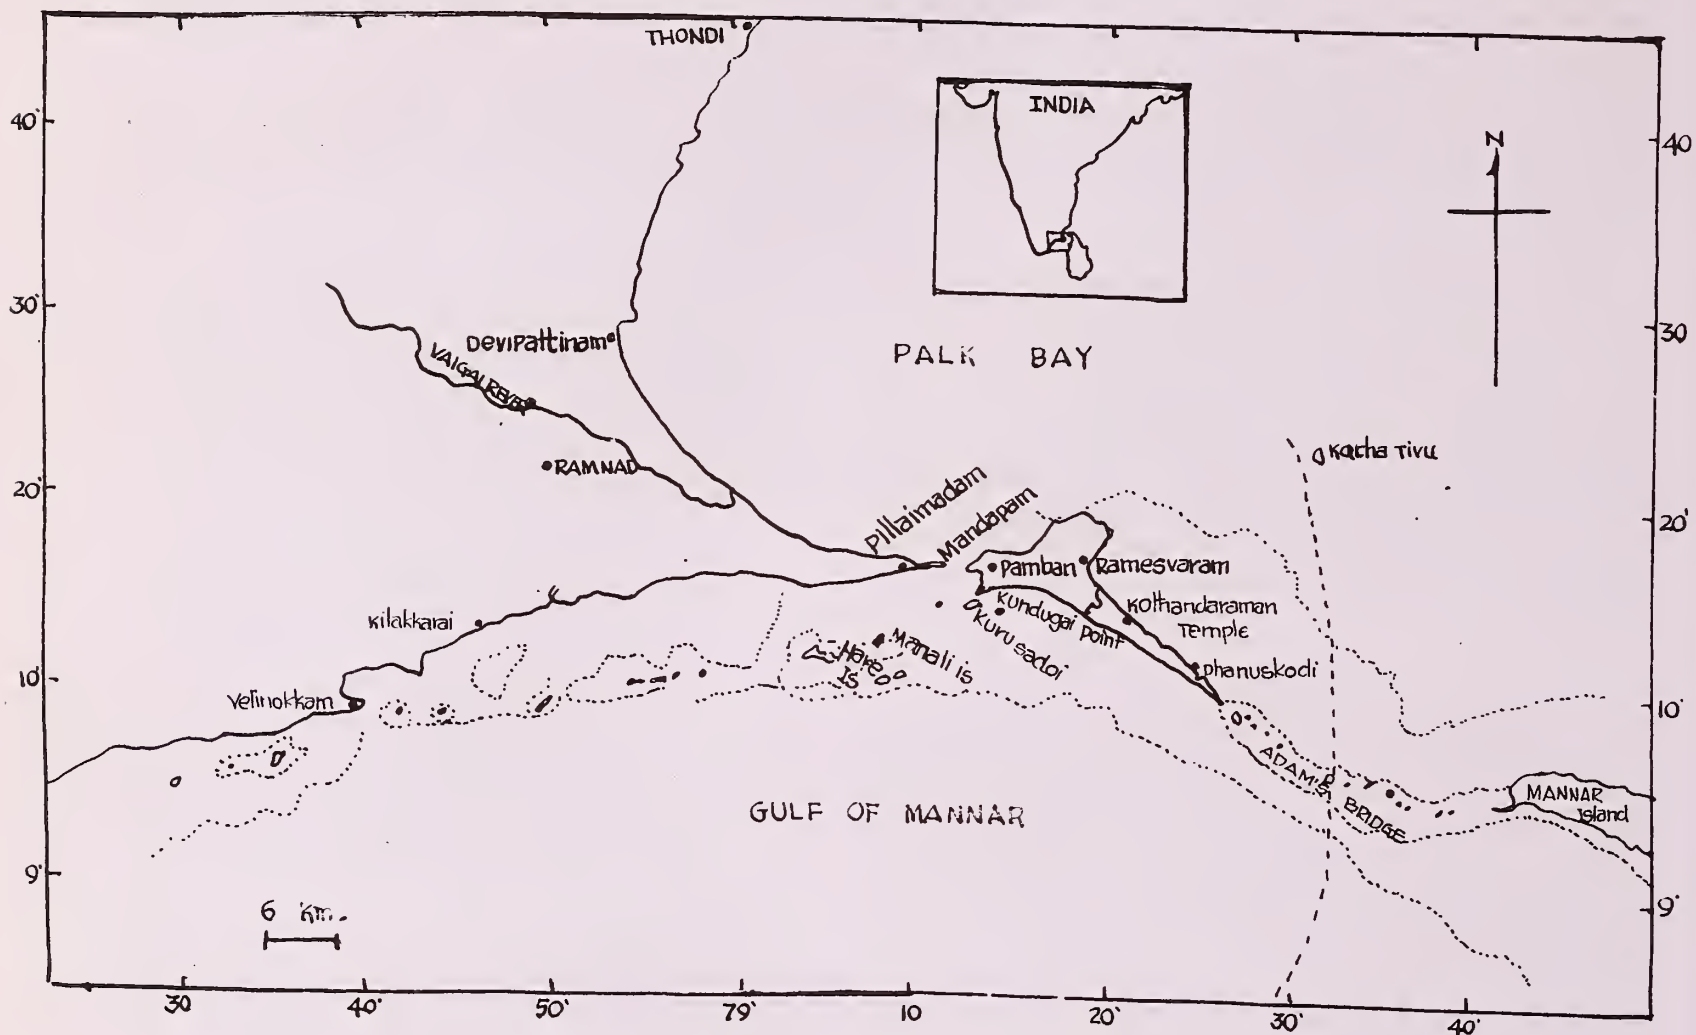 THONDI
INDIA
N
40'
40
30'
30
DeviPattinam
PALK BAY
VAIGAI RIVER
Katcha Tivu
RAMNAD
20'
20'
Pillaimadam
Mandapam
Pamban
Ramesvaram
Kundugai Point
Kothandaraman
Temple
Kilakkarai
Kurusadai
Manali is
Hare
Is
Dhanuskodi
10'
10'
Velinokkam
ADAM'S
BRIDGE
MANNAR
Island
GULF OF MANNAR
9'
9'
6 Km.
30
40'
50'
79'
10
20'
30'
40'